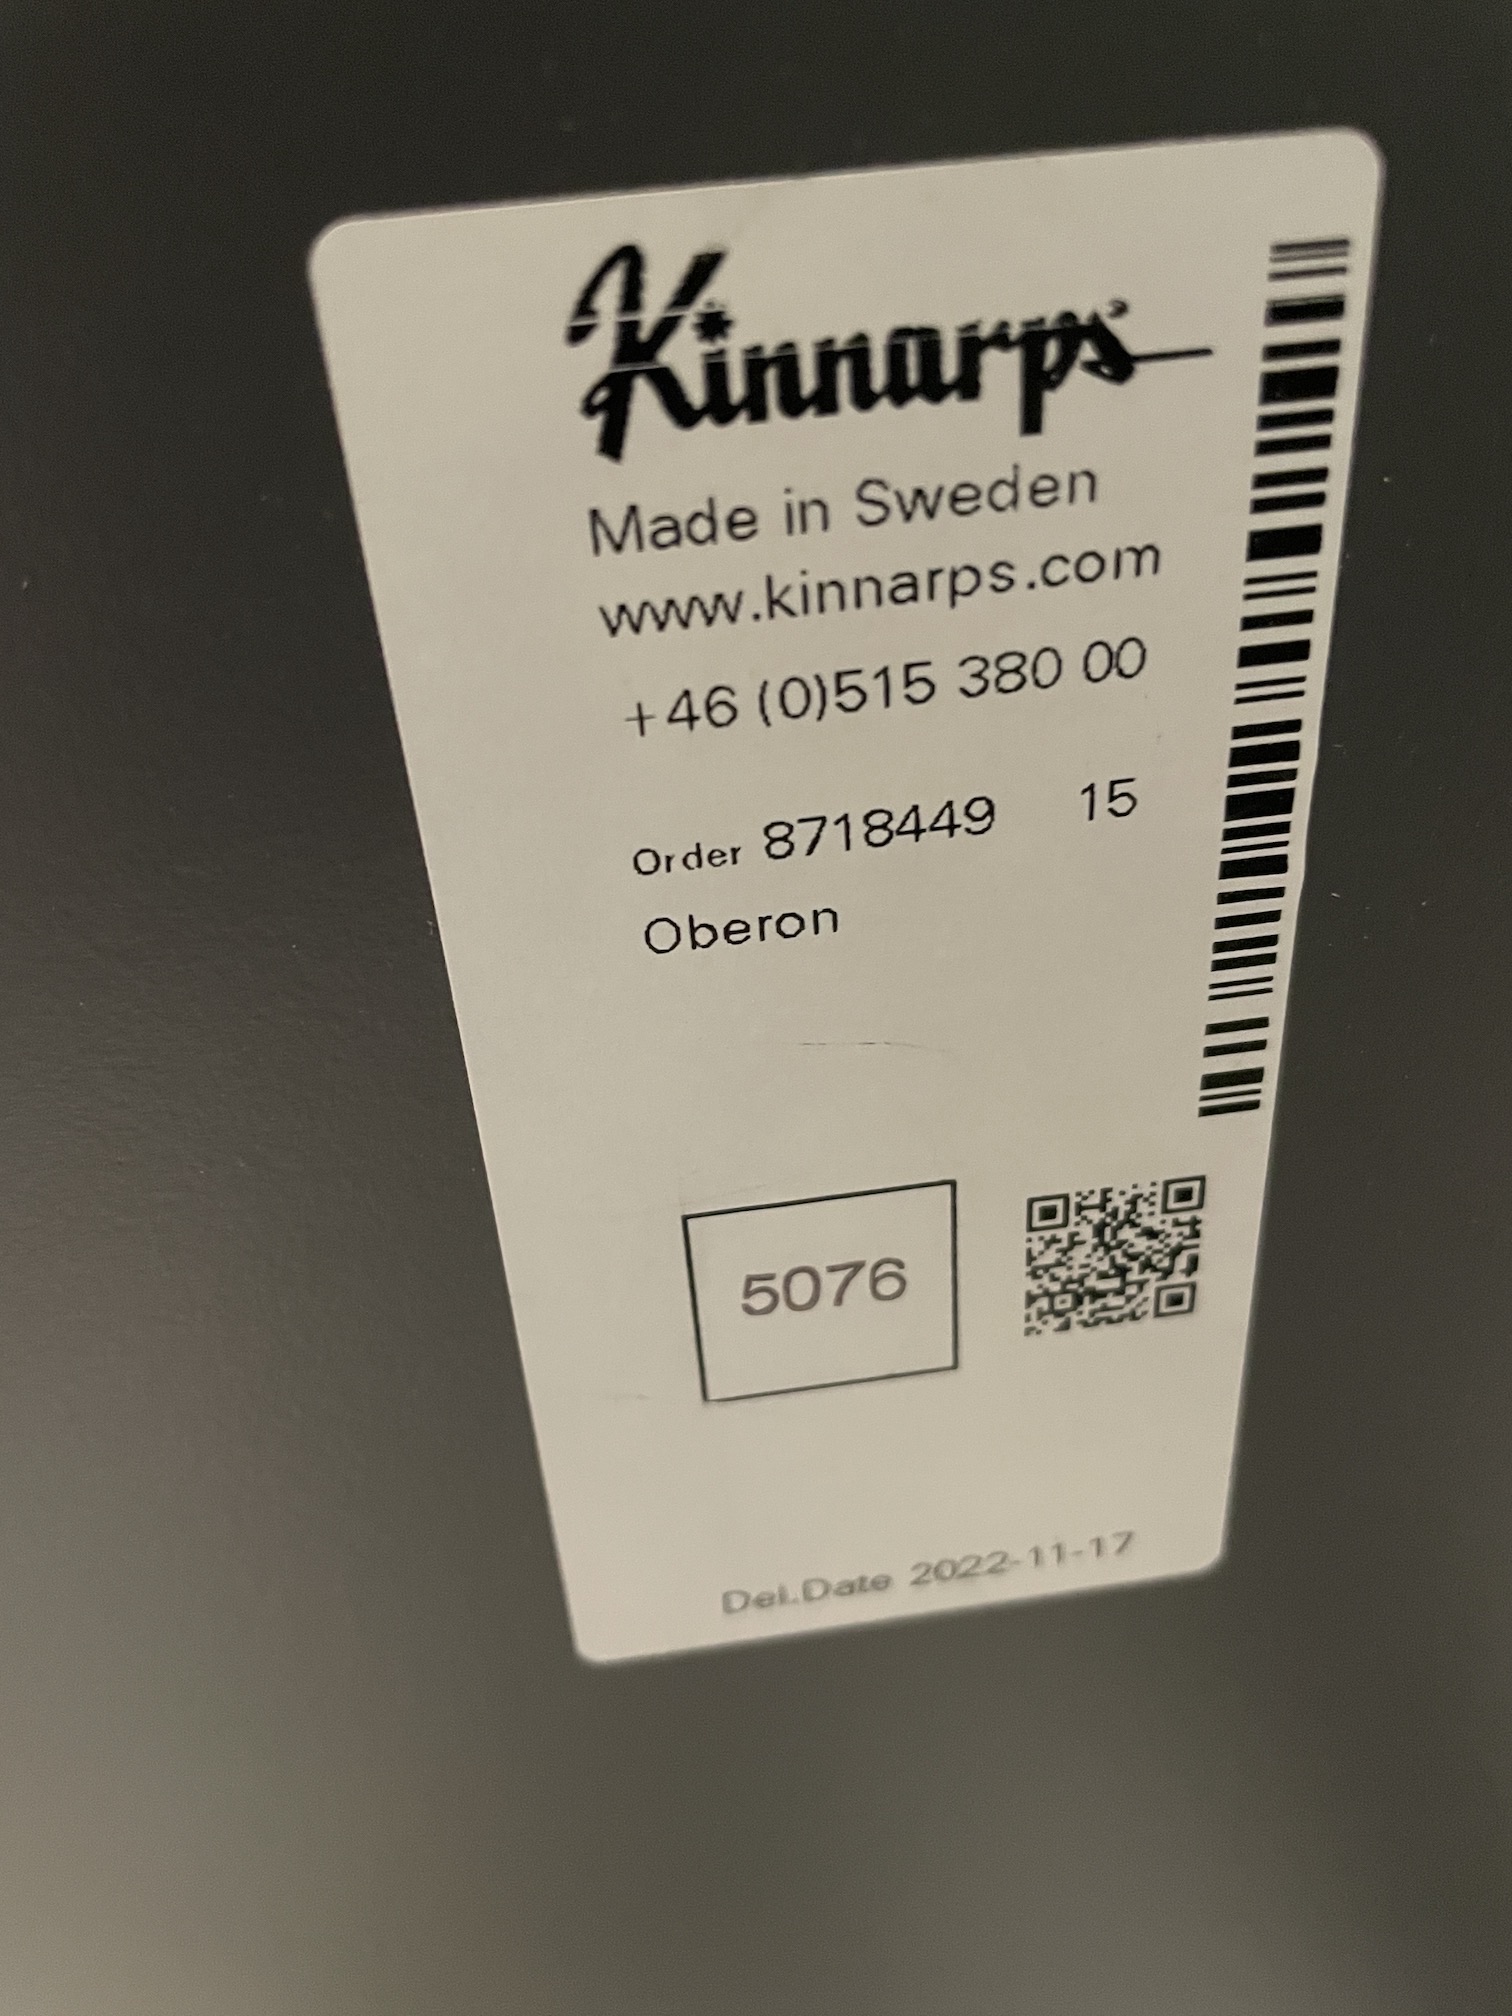 Kinnarps
Made in Sweden
www.kinnarps.com
+46 (0)515 380 00
Order 8718449 15
Oberon
5076
Del.Date 2022-11-17